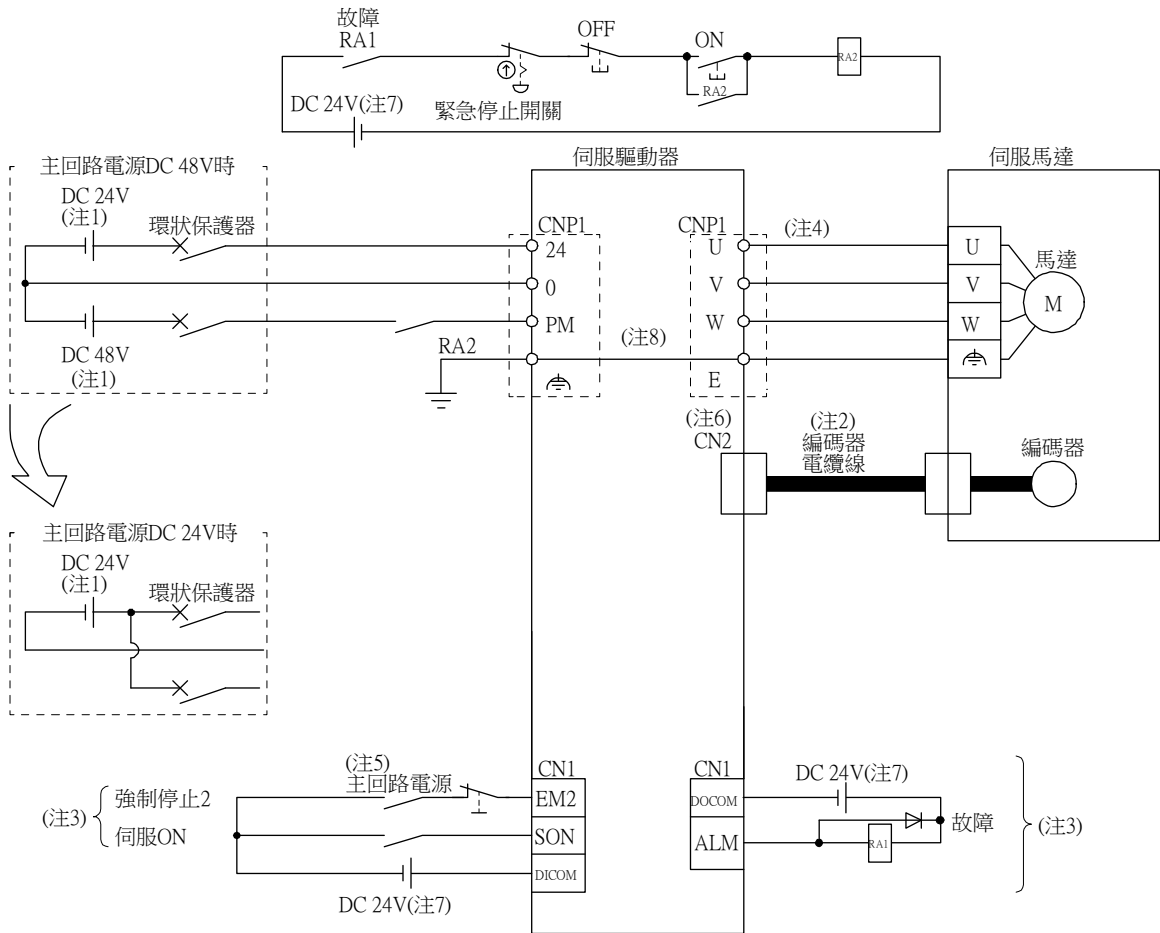 故障
RA1
OFF
ON
RA2
RA2
DC 24V(注7)
緊急停止開關
主回路電源DC 48V時
DC 24V
(注1)
環狀保護器
DC 48V
(注1)
RA2
伺服驅動器
CNP1
24
0
PM
CNP1
U
V
W
E
(注4)
(注8)
伺服馬達
U
V
W
馬達
M
(注6)
CN2
(注2)
編碼器
電纜線
編碼器
主回路電源DC 24V時
DC 24V
(注1)
環狀保護器
(注3)
強制停止2
伺服ON
(注5)
主回路電源
DC 24V(注7)
CN1
EM2
SON
DICOM
CN1
DOCOM
ALM
DC 24V(注7)
RA1
故障
(注3)